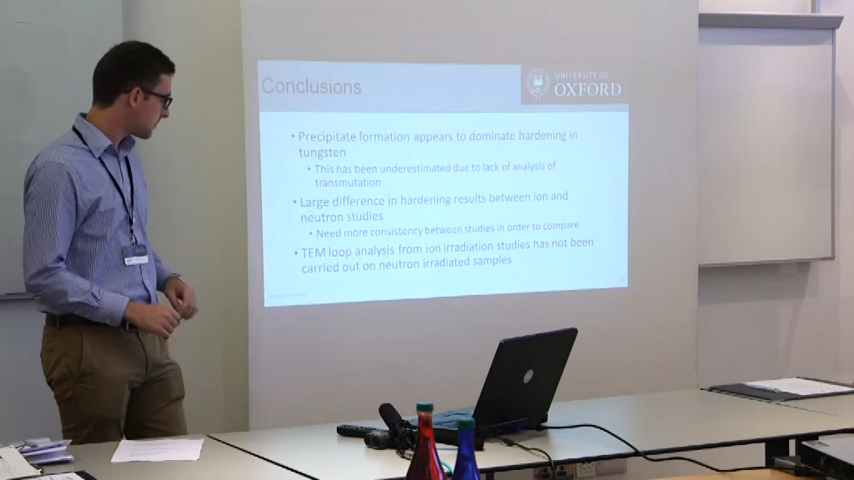 Conclusions
UNIVERSITY OF
OXFORD
• Precipitate formation appears to dominate hardening in
tungsten
• This has been underestimated due to lack of analysis of
transmutation
• Large difference in hardening results between ion and
neutron studies
• Need more consistency between studies in order to compare
• TEM loop analysis from ion irradiation studies has not been
carried out on neutron irradiated samples